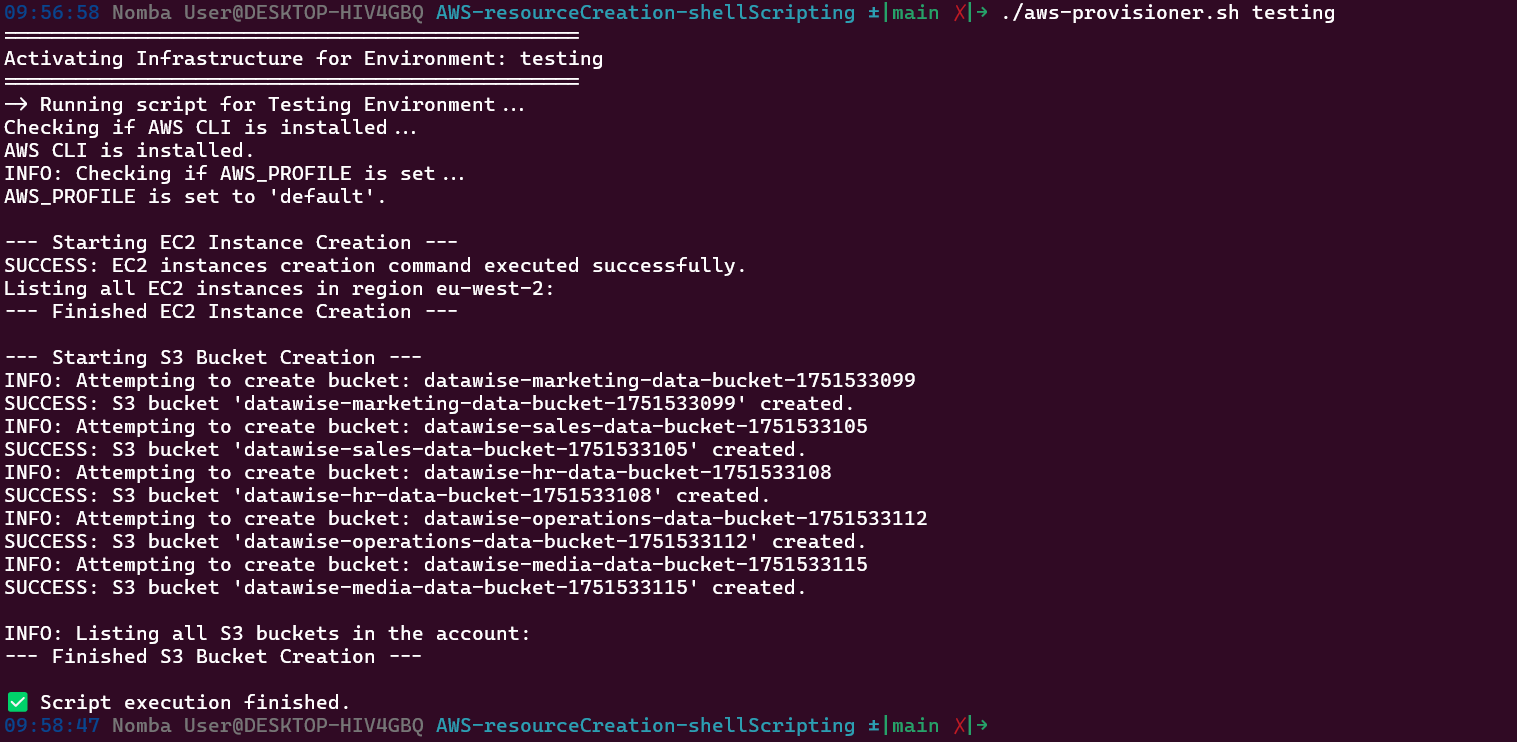 09:56:58 Nomba User@DESKTOP-HIV4GBQ AWS-resourceCreation-shellScripting ±|main ✗|→ ./aws-provisioner.sh testing
================================================
Activating Infrastructure for Environment: testing
================================================
--> Running script for Testing Environment...
Checking if AWS CLI is installed...
AWS CLI is installed.
INFO: Checking if AWS_PROFILE is set...
AWS_PROFILE is set to 'default'.
--- Starting EC2 Instance Creation ---
SUCCESS: EC2 instances creation command executed successfully.
Listing all EC2 instances in region eu-west-2:
--- Finished EC2 Instance Creation ---
--- Starting S3 Bucket Creation ---
INFO: Attempting to create bucket: datawise-marketing-data-bucket-1751533099
SUCCESS: S3 bucket 'datawise-marketing-data-bucket-1751533099' created.
INFO: Attempting to create bucket: datawise-sales-data-bucket-1751533105
SUCCESS: S3 bucket 'datawise-sales-data-bucket-1751533105' created.
INFO: Attempting to create bucket: datawise-hr-data-bucket-1751533108
SUCCESS: S3 bucket 'datawise-hr-data-bucket-1751533108' created.
INFO: Attempting to create bucket: datawise-operations-data-bucket-1751533112
SUCCESS: S3 bucket 'datawise-operations-data-bucket-1751533112' created.
INFO: Attempting to create bucket: datawise-media-data-bucket-1751533115
SUCCESS: S3 bucket 'datawise-media-data-bucket-1751533115' created.
INFO: Listing all S3 buckets in the account:
--- Finished S3 Bucket Creation ---
✅ Script execution finished.
09:58:47 Nomba User@DESKTOP-HIV4GBQ AWS-resourceCreation-shellScripting ±|main ✗|→